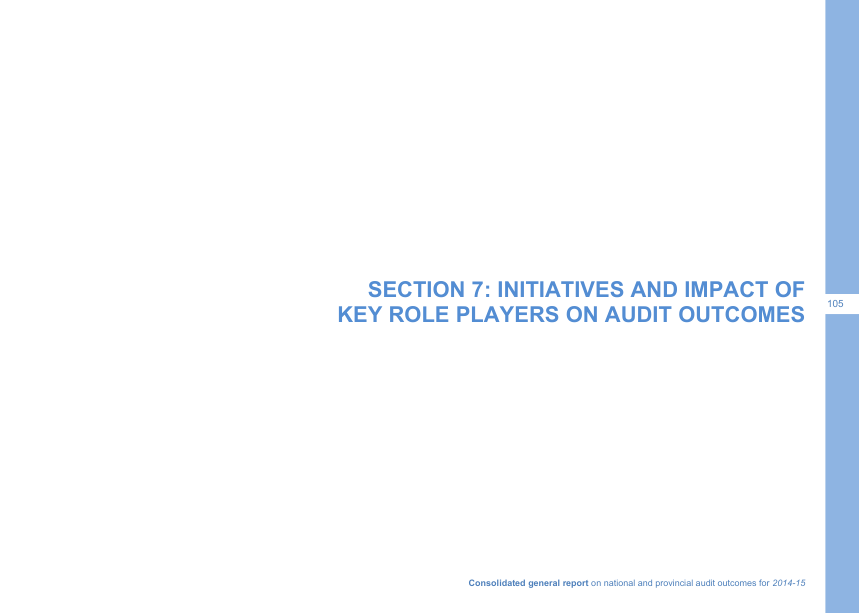 SECTION 7: INITIATIVES AND IMPACT OF
KEY ROLE PLAYERS ON AUDIT OUTCOMES
105
Consolidated general report on national and provincial audit outcomes for 2014-15